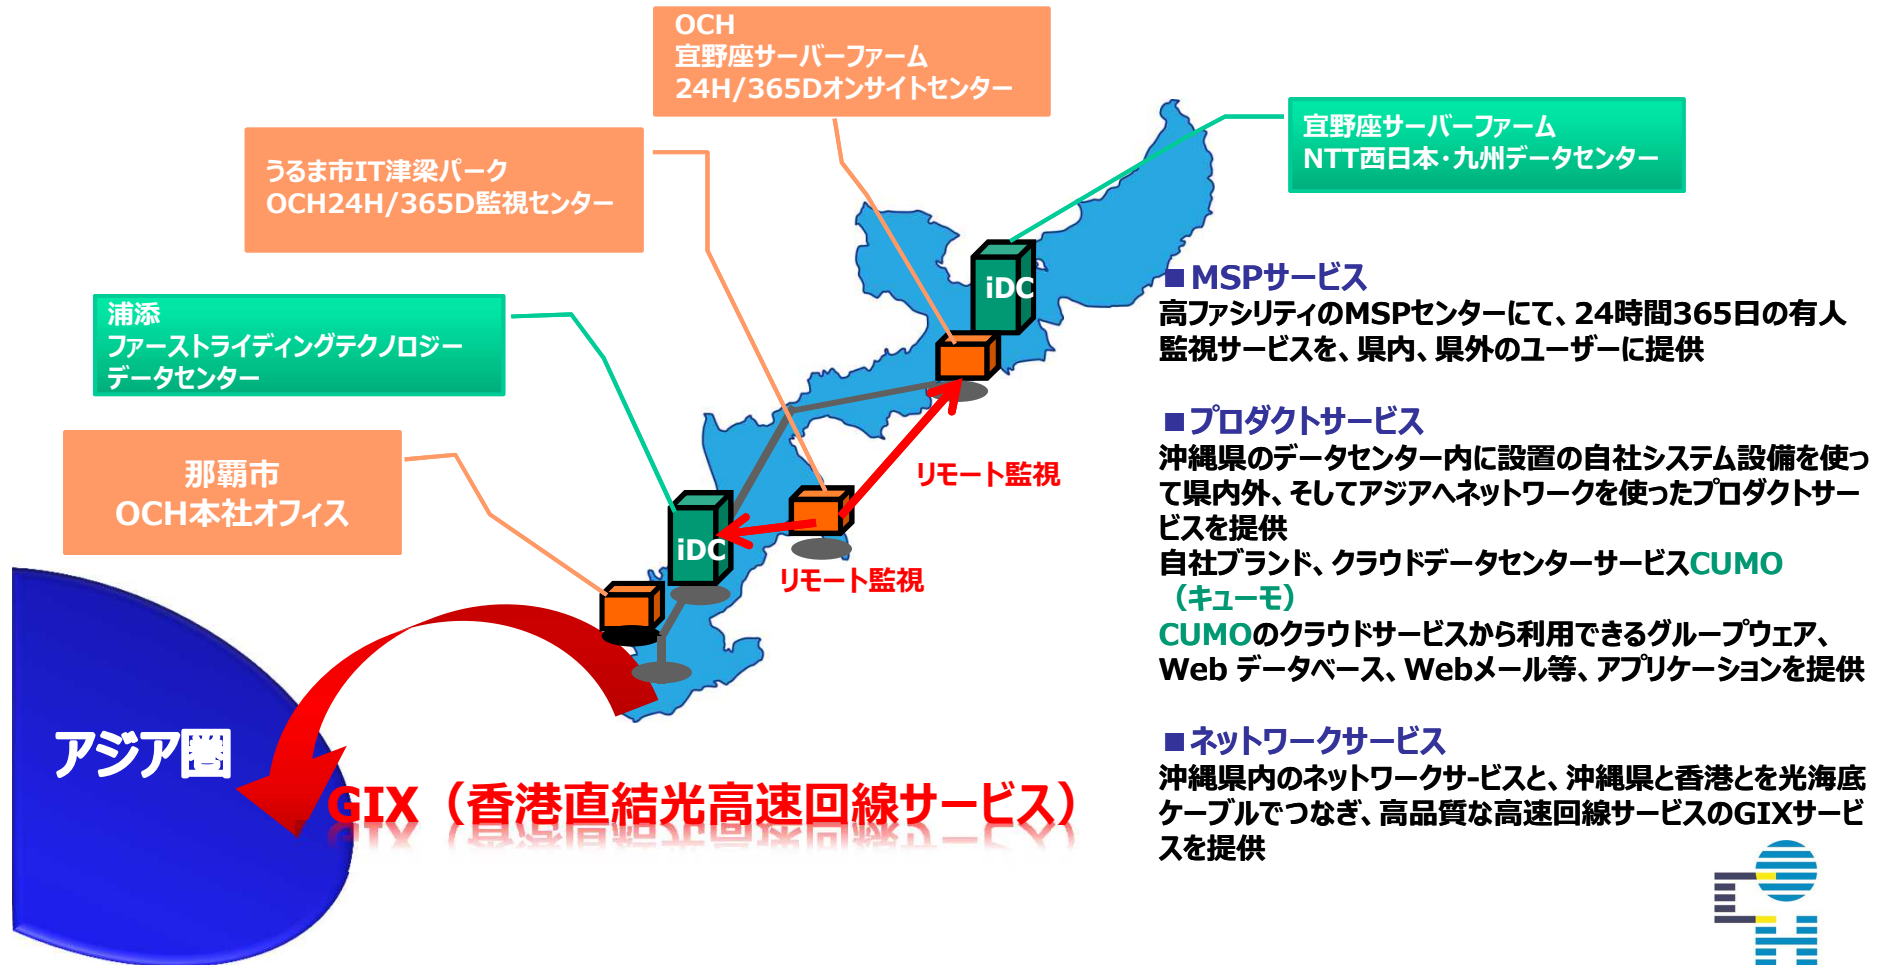 OCH
宜野座サーバーファーム
24H/365Dオンサイトセンター
宜野座サーバーファーム
NTT西日本・九州データセンター
うるま市IT津梁パーク
OCH24H/365D監視センター
浦添
ファーストライディングテクノロジー
データセンター
那覇市
OCH本社オフィス
iDC
iDC
リモート監視
リモート監視
アジア圏
GIX（香港直結光高速回線サービス）
■MSPサービス
高ファシリティのMSPセンターにて、24時間365日の有人
監視サービスを、県内、県外のユーザーに提供
■プロダクトサービス
沖縄県のデータセンター内に設置の自社システム設備を使っ
て県内外、そしてアジアへネットワークを使ったプロダクトサー
ビスを提供
自社ブランド、クラウドデータセンターサービスCUMO
（キューモ）
CUMOのクラウドサービスから利用できるグループウェア、
Web データベース、Webメール等、アプリケーションを提供
■ネットワークサービス
沖縄県内のネットワークサ-ビスと、沖縄県と香港とを光海底
ケーブルでつなぎ、高品質な高速回線サービスのGIXサービ
スを提供